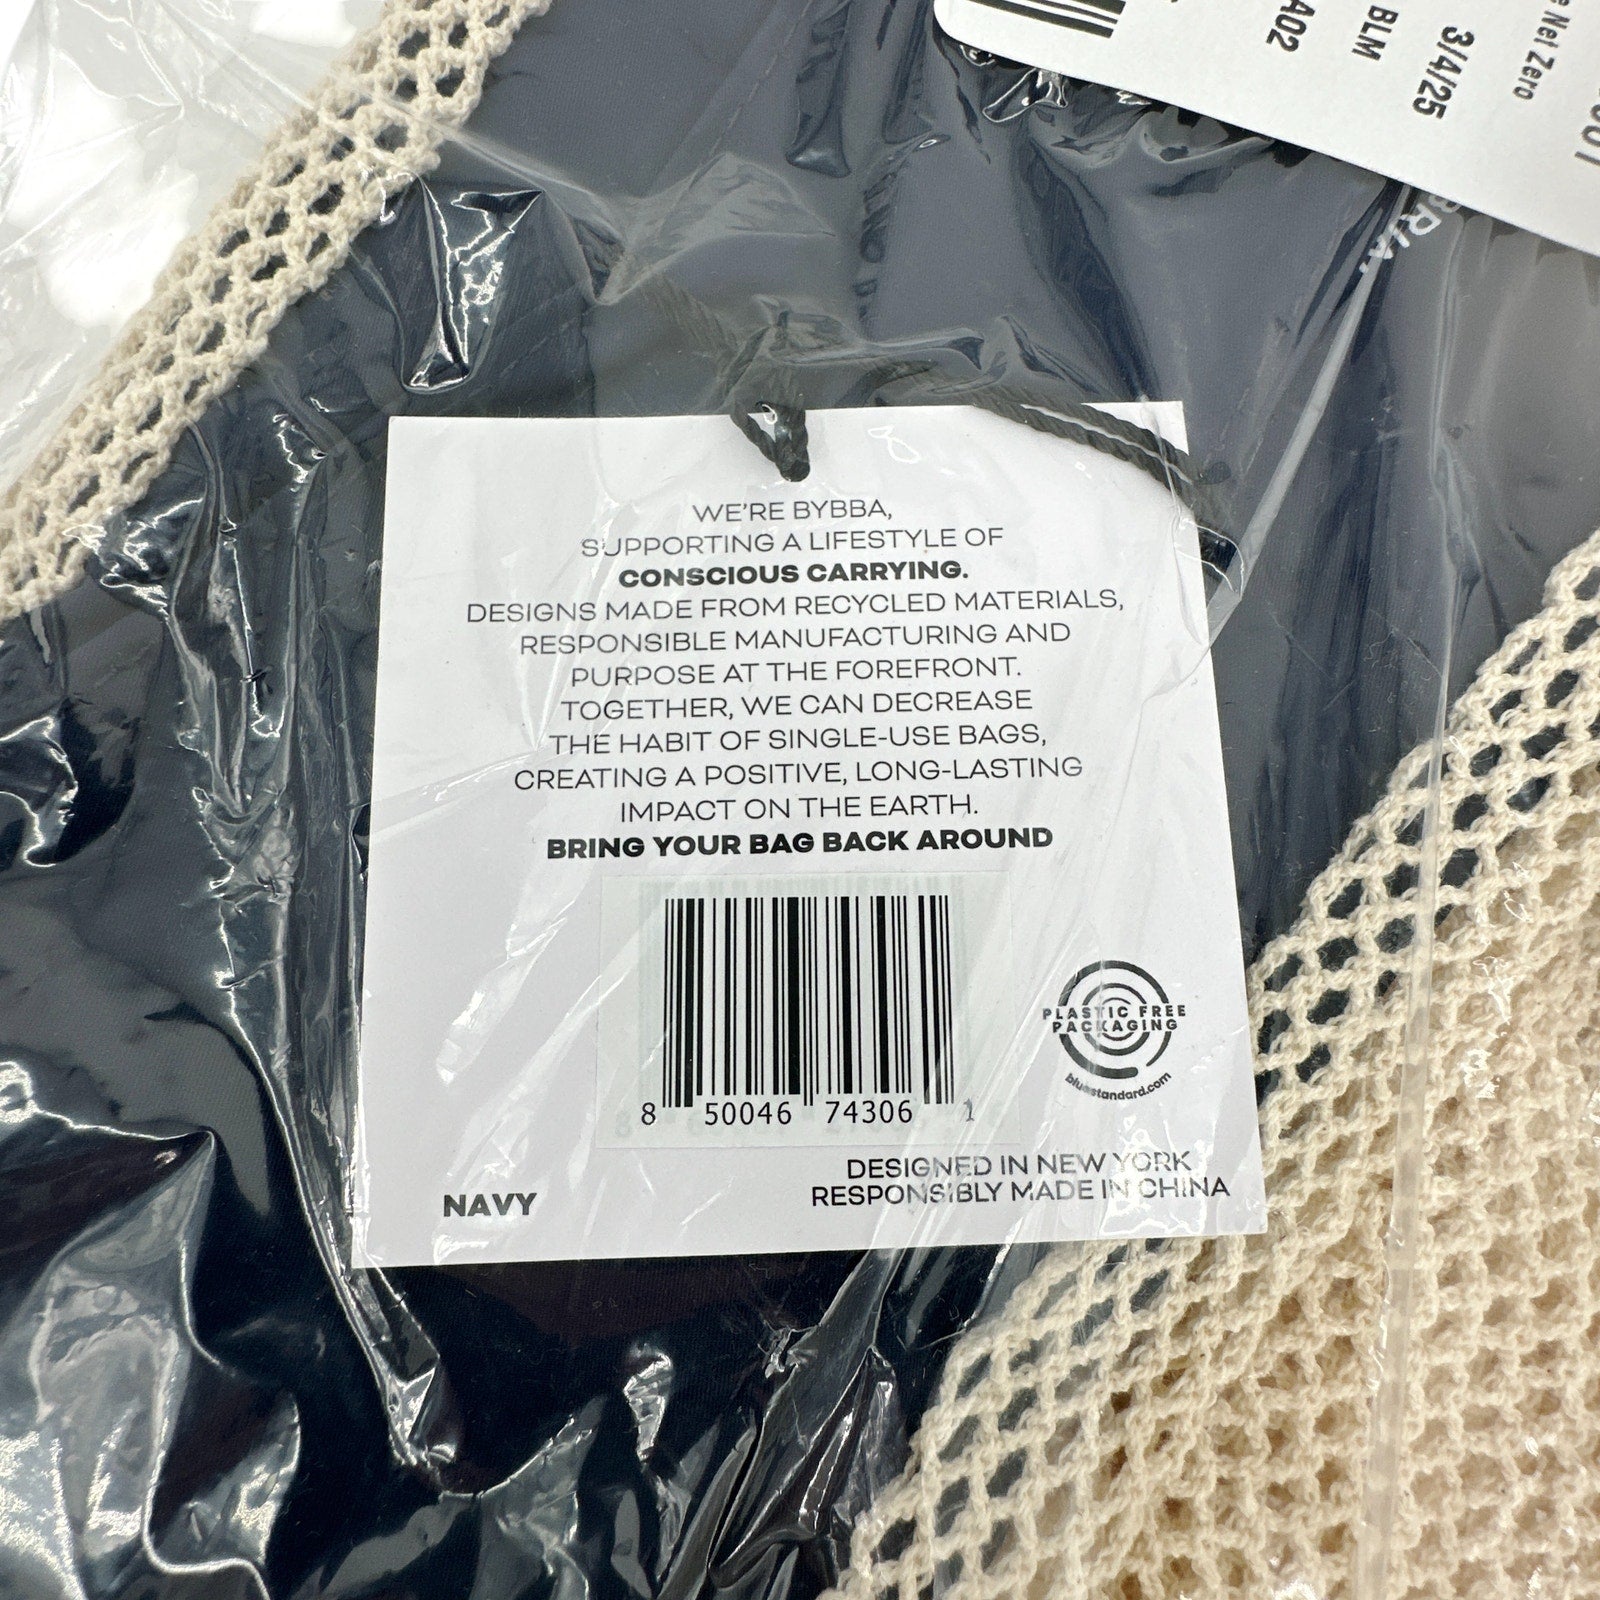 A02
BLM
3/4/25
Net Zero
WE'RE BYBBA,
SUPPORTING A LIFESTYLE OF
CONSCIOUS CARRYING.
DESIGNS MADE FROM RECYCLED MATERIALS,
RESPONSIBLE MANUFACTURING AND
PURPOSE AT THE FOREFRONT.
TOGETHER, WE CAN DECREASE
THE HABIT OF SINGLE-USE BAGS,
CREATING A POSITIVE, LONG-LASTING
IMPACT ON THE EARTH.
BRING YOUR BAG BACK AROUND
8 50046 74306 1
PLASTIC FREE
PACKAGING
bluestandard.com
DESIGNED IN NEW YORK
RESPONSIBLY MADE IN CHINA
NAVY